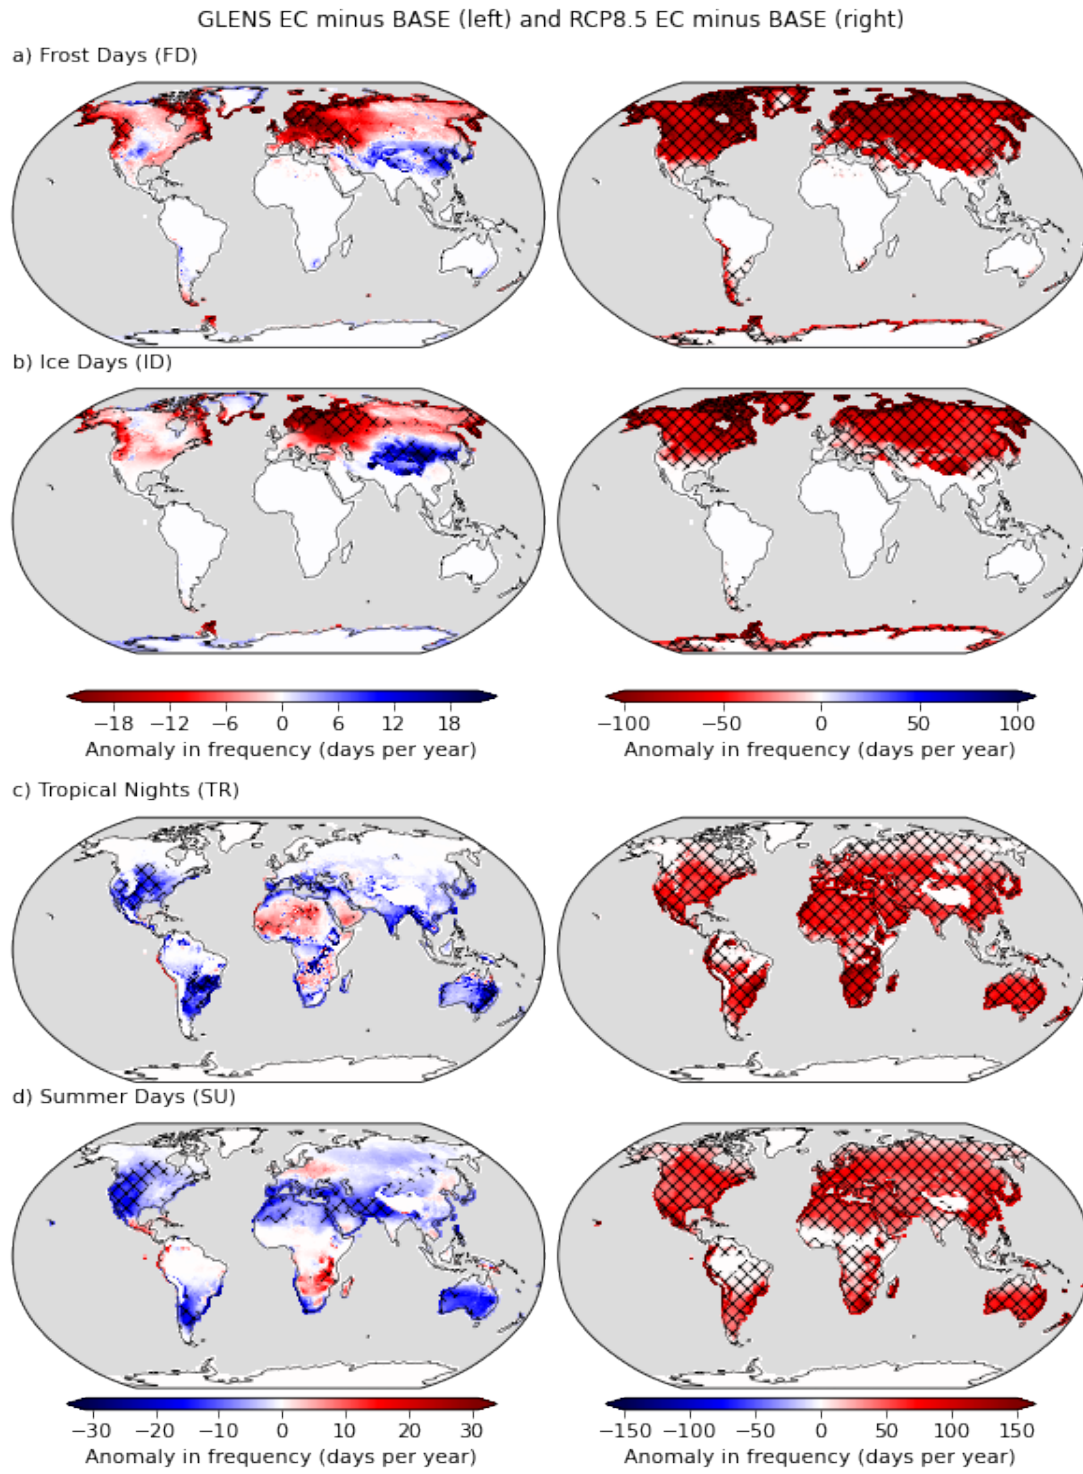 GLENS EC minus BASE (left) and RCP8.5 EC minus BASE (right)
a) Frost Days (FD)
b) Ice Days (ID)
−18 −12 −6 0 6 12 18
−100 −50 0 50 100
Anomaly in frequency (days per year)
Anomaly in frequency (days per year)
c) Tropical Nights (TR)
d) Summer Days (SU)
−30 −20 −10 0 10 20 30
−150 −100 −50 0 50 100 150
Anomaly in frequency (days per year)
Anomaly in frequency (days per year)